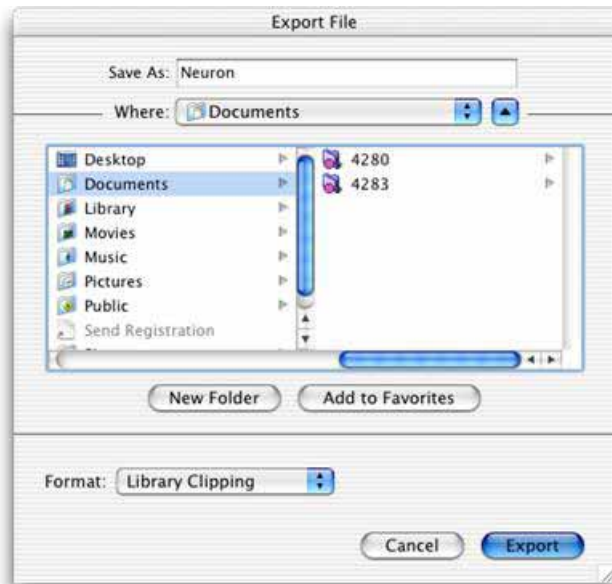 Export File
Save As: Neuron
Where: Documents
Desktop
Documents
Library
Movies
Music
Pictures
Public
Send Registration
4280
4283
New Folder
Add to Favorites
Format: Library Clipping
Cancel
Export